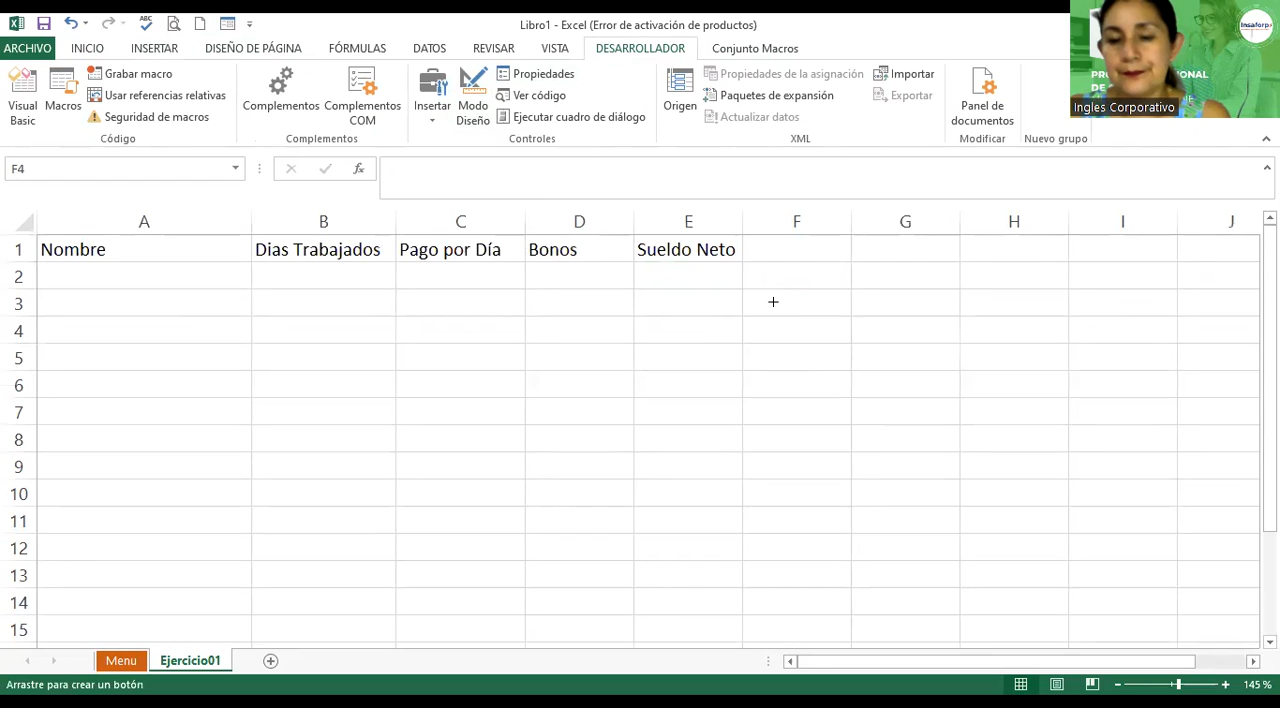 Libro1 - Excel (Error de activación de productos)
ARCHIVO INICIO INSERTAR DISEÑO DE PÁGINA FÓRMULAS DATOS REVISAR VISTA DESARROLLADOR Conjunto Macros
Visual Basic
Macros
Grabar macro
Usar referencias relativas
Seguridad de macros
Código
Complementos
Complementos COM
Complementos
Insertar
Modo Diseño
Propiedades
Ver código
Ejecutar cuadro de diálogo
Controles
Origen
Propiedades de la asignación
Paquetes de expansión
Actualizar datos
Importar
Exportar
XML
Panel de documentos
Modificar
Nuevo grupo
Insaforp
Ingles Corporativo
F4
fx
A B C D E F G H I J
1 Nombre Dias Trabajados Pago por Día Bonos Sueldo Neto
2
3
4
5
6
7
8
9
10
11
12
13
14
15
Menu Ejercicio01
Arrastre para crear un botón
145 %